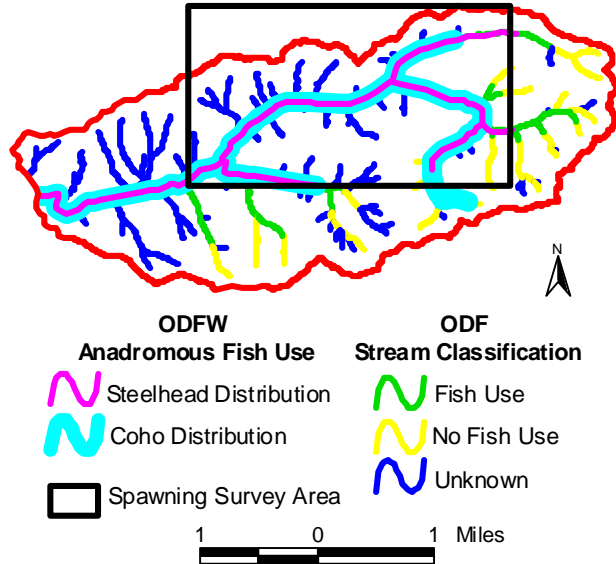 N
ODFW
Anadromous Fish Use
Steelhead Distribution
Coho Distribution
Spawning Survey Area
ODF
Stream Classification
Fish Use
No Fish Use
Unknown
1 0 1 Miles